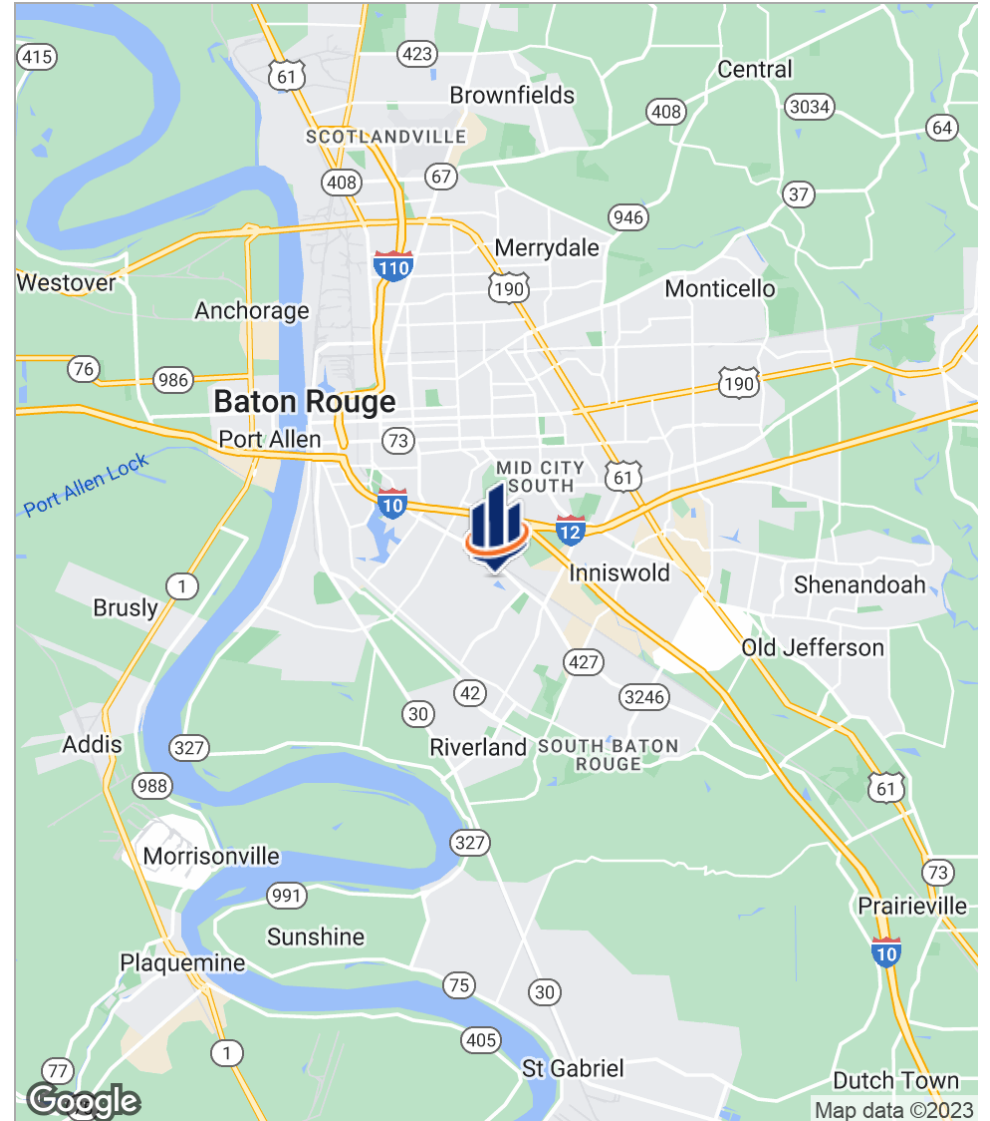 415
423
61
Central
Brownfields
408
3034
64
SCOTLANDVILLE
67
408
37
946
Merrydale
110
Westover
190
Monticello
Anchorage
76
986
190
Baton Rouge
Port Allen
73
MID CITY
SOUTH
61
Port Allen Lock
10
12
Inniswold
Shenandoah
1
Brusly
Old Jefferson
427
42
3246
30
Addis
327
Riverland
SOUTH BATON
ROUGE
988
61
327
Morrisonville
73
991
Prairieville
Sunshine
10
Plaquemine
75
30
405
1
77
St Gabriel
Dutch Town
Google
Map data ©2023